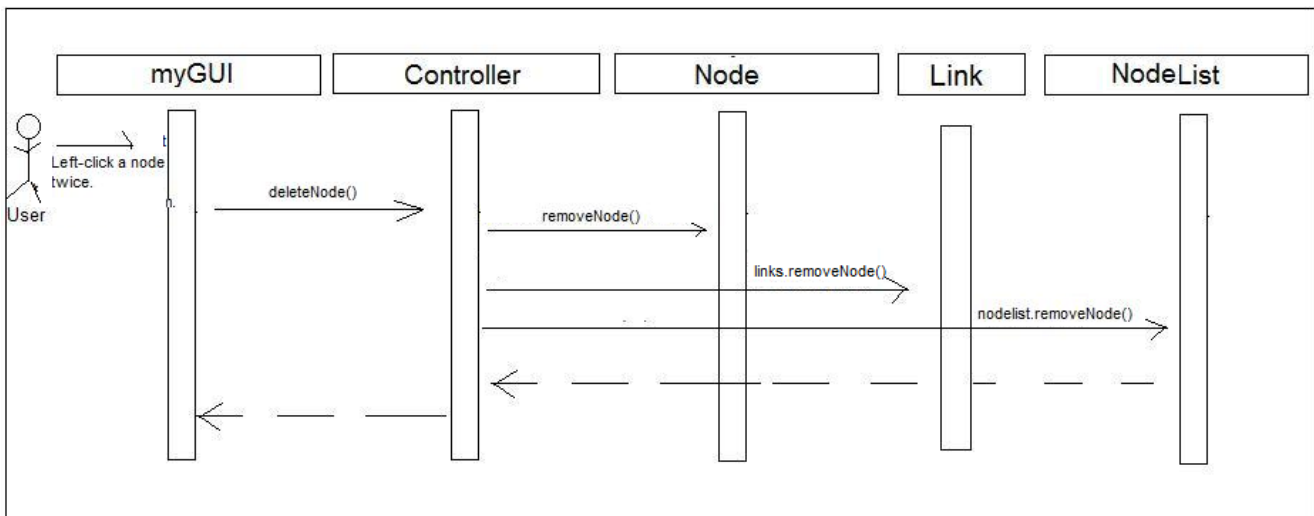 myGUI
Controller
Node
Link
NodeList
t
Left-click a node
twice.
n.
User
deleteNode()
removeNode()
links.removeNode()
nodelist.removeNode()